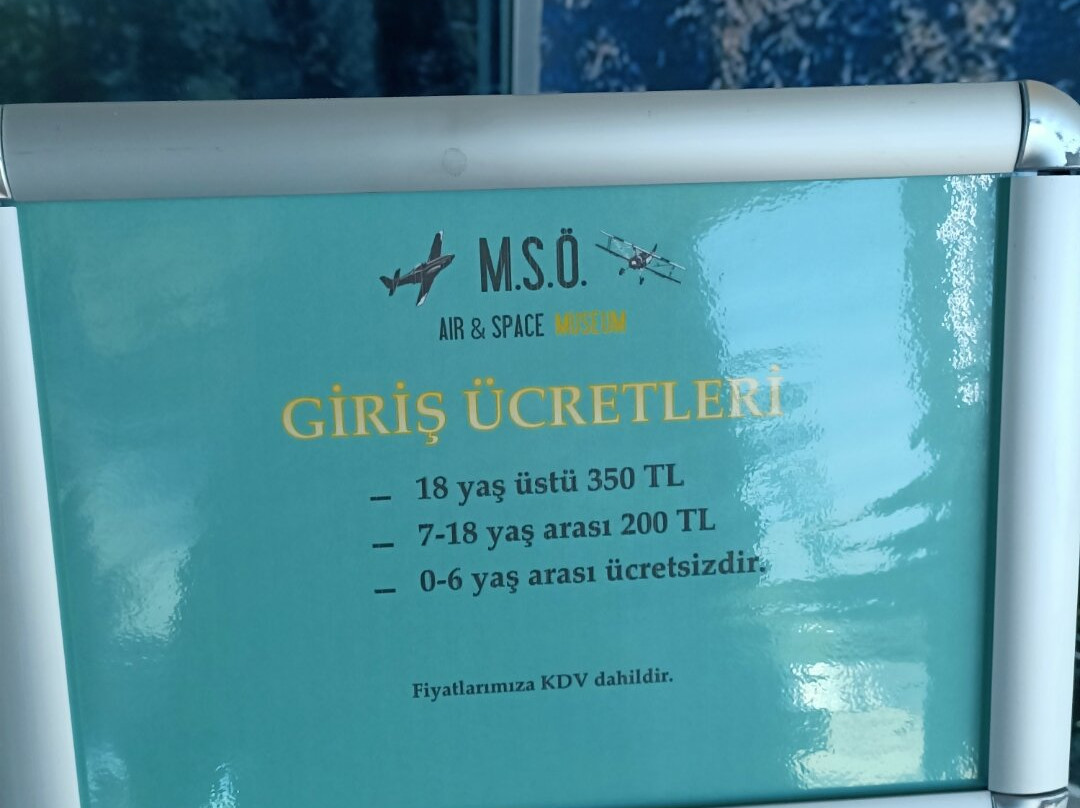 M.S.Ö.
AIR & SPACE MUSEUM
GİRİŞ ÜCRETLERİ
– 18 yaş üstü 350 TL
– 7-18 yaş arası 200 TL
– 0-6 yaş arası ücretsizdir.
Fiyatlarımıza KDV dahildir.